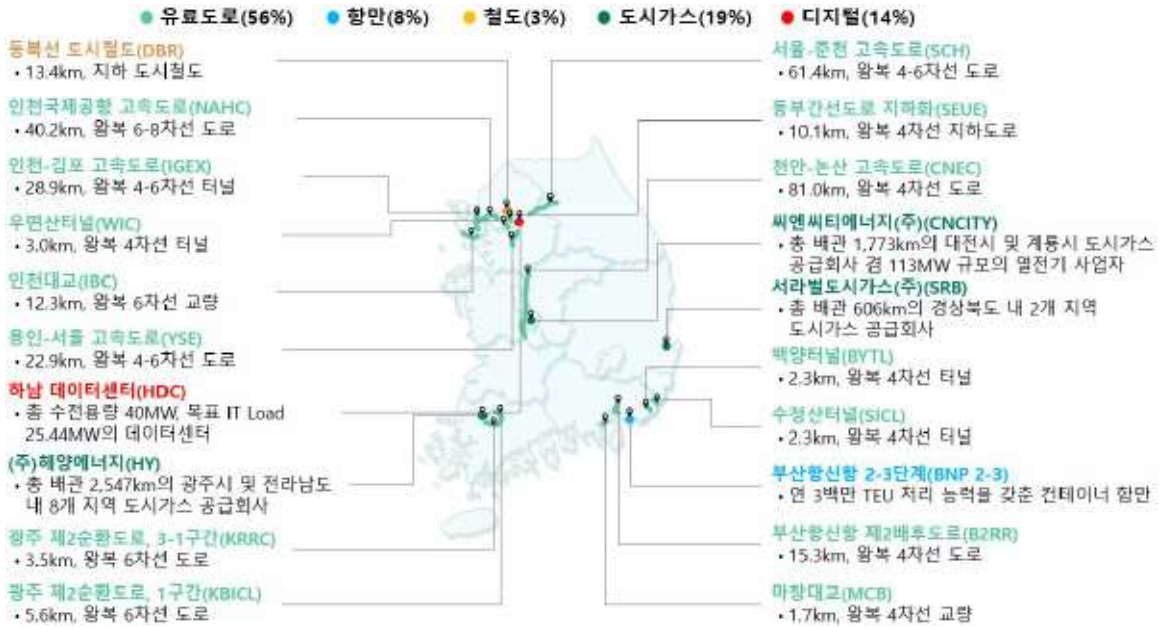 유료도로(56%) 항만(8%) 철도(3%) 도시가스(19%) 디지털(14%)
동북선 도시철도(DBR)
• 13.4km, 지하 도시철도
인천국제공항 고속도로(NAHC)
• 40.2km, 왕복 6-8차선 도로
인천-김포 고속도로(IGEX)
• 28.9km, 왕복 4-6차선 터널
우면산터널(WIC)
• 3.0km, 왕복 4차선 터널
인천대교(IBC)
• 12.3km, 왕복 6차선 교량
용인-서울 고속도로(YSE)
• 22.9km, 왕복 4-6차선 도로
하남 데이터센터(HDC)
• 총 수전용량 40MW, 목표 IT Load
25.44MW의 데이터센터
(주)해양에너지(HY)
• 총 배관 2,547km의 광주시 및 전라남도
내 8개 지역 도시가스 공급회사
광주 제2순환도로, 3-1구간(KRRC)
• 3.5km, 왕복 6차선 도로
광주 제2순환도로, 1구간(KBICL)
• 5.6km, 왕복 6차선 도로
서울-춘천 고속도로(SCH)
• 61.4km, 왕복 4-6차선 도로
동부간선도로 지하화(SEUE)
• 10.1km, 왕복 4차선 지하도로
천안-논산 고속도로(CNEC)
• 81.0km, 왕복 4차선 도로
씨엔씨티에너지(주)(CNCITY)
• 총 배관 1,773km의 대전시 및 계룡시 도시가스
공급회사 겸 113MW 규모의 열전기 사업자
서라벌도시가스(주)(SRB)
• 총 배관 606km의 경상북도 내 2개 지역
도시가스 공급회사
백양터널(BYTL)
• 2.3km, 왕복 4차선 터널
수정산터널(SICL)
• 2.3km, 왕복 4차선 터널
부산항신항 2-3단계(BNP 2-3)
• 연 3백만 TEU 처리 능력을 갖춘 컨테이너 항만
부산항신항 제2배후도로(B2RR)
• 15.3km, 왕복 4차선 도로
마창대교(MCB)
• 1.7km, 왕복 4차선 교량